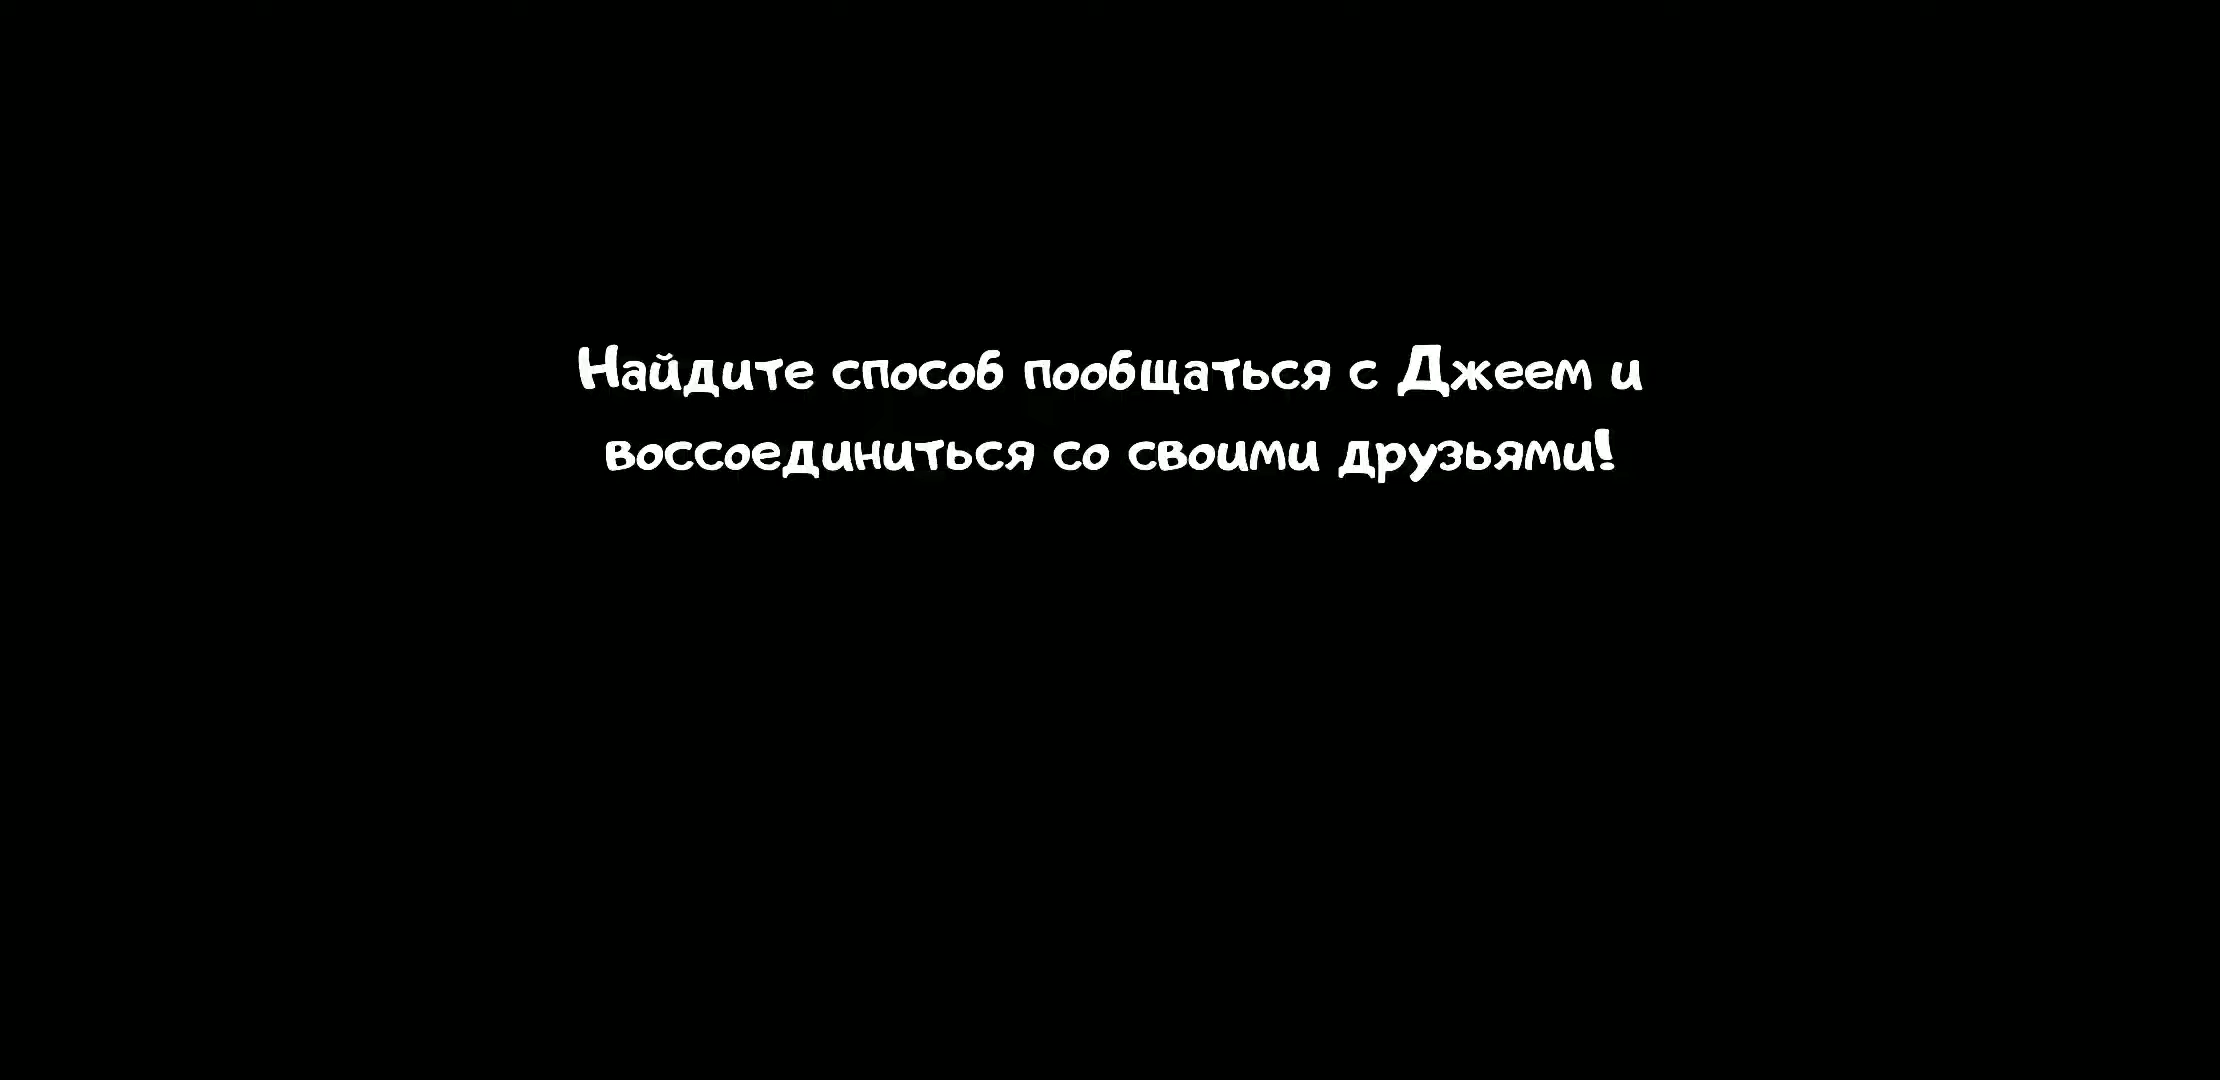 Найдите способ пообщаться с Джеем и
воссоединиться со своими друзьями!